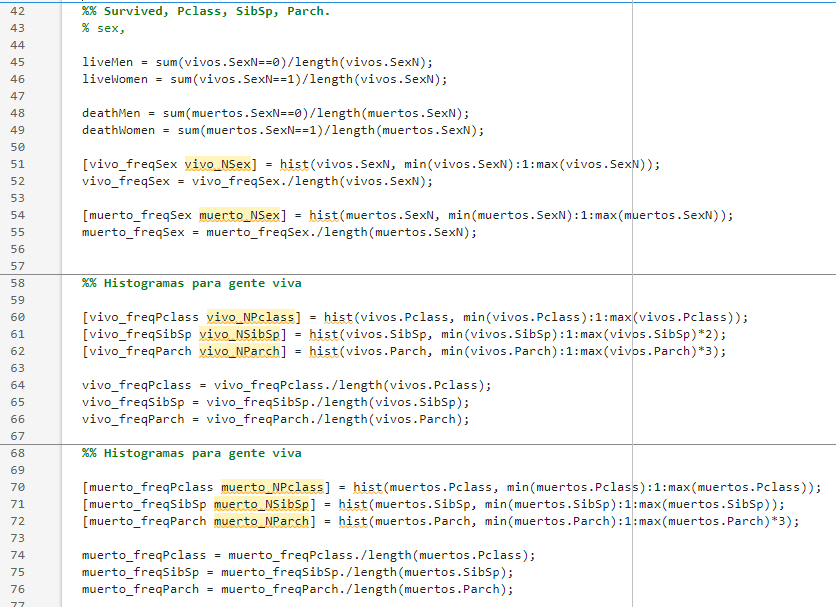 42 %% Survived, Pclass, SibSp, Parch.
43 % sex,
44
45 liveMen = sum(vivos.SexN==0)/length(vivos.SexN);
46 liveWomen = sum(vivos.SexN==1)/length(vivos.SexN);
47
48 deathMen = sum(muertos.SexN==0)/length(muertos.SexN);
49 deathWomen = sum(muertos.SexN==1)/length(muertos.SexN);
50
51 [vivo_freqSex vivo_NSex] = hist(vivos.SexN, min(vivos.SexN):1:max(vivos.SexN));
52 vivo_freqSex = vivo_freqSex./length(vivos.SexN);
53
54 [muerto_freqSex muerto_NSex] = hist(muertos.SexN, min(muertos.SexN):1:max(muertos.SexN));
55 muerto_freqSex = muerto_freqSex./length(muertos.SexN);
56
57
58 %% Histogramas para gente viva
59
60 [vivo_freqPclass vivo_NPclass] = hist(vivos.Pclass, min(vivos.Pclass):1:max(vivos.Pclass));
61 [vivo_freqSibSp vivo_NSibSp] = hist(vivos.SibSp, min(vivos.SibSp):1:max(vivos.SibSp)*2);
62 [vivo_freqParch vivo_NParch] = hist(vivos.Parch, min(vivos.Parch):1:max(vivos.Parch)*3);
63
64 vivo_freqPclass = vivo_freqPclass./length(vivos.Pclass);
65 vivo_freqSibSp = vivo_freqSibSp./length(vivos.SibSp);
66 vivo_freqParch = vivo_freqParch./length(vivos.Parch);
67
68 %% Histogramas para gente viva
69
70 [muerto_freqPclass muerto_NPclass] = hist(muertos.Pclass, min(muertos.Pclass):1:max(muertos.Pclass));
71 [muerto_freqSibSp muerto_NSibSp] = hist(muertos.SibSp, min(muertos.SibSp):1:max(muertos.SibSp));
72 [muerto_freqParch muerto_NParch] = hist(muertos.Parch, min(muertos.Parch):1:max(muertos.Parch)*3);
73
74 muerto_freqPclass = muerto_freqPclass./length(muertos.Pclass);
75 muerto_freqSibSp = muerto_freqSibSp./length(muertos.SibSp);
76 muerto_freqParch = muerto_freqParch./length(muertos.Parch);
77